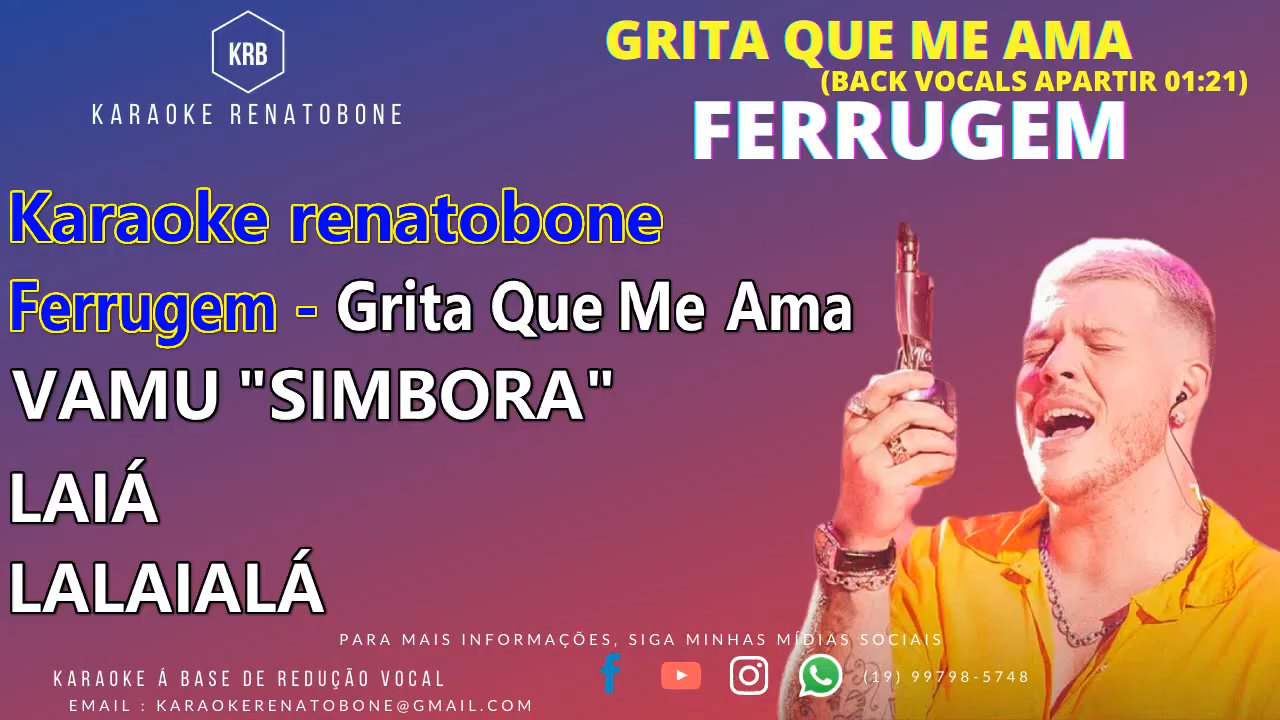 KRB
KARAOKE RENATOBONE
GRITA QUE ME AMA
(BACK VOCALS APARTIR 01:21)
FERRUGEM
Karaoke renatobone
Ferrugem - Grita Que Me Ama
VAMU "SIMBORA"
LAIÁ
LALAIALÁ
PARA MAIS INFORMAÇÕES, SIGA MINHAS MÍDIAS SOCIAIS
KARAOKE Á BASE DE REDUÇÃO VOCAL
(19) 99798-5748
EMAIL : KARAOKERENATOBONE@GMAIL.COM